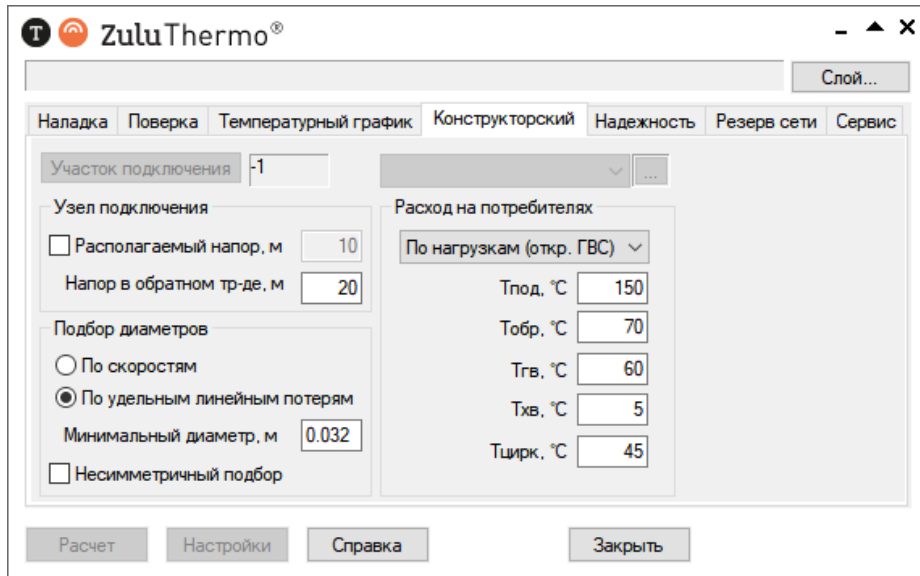 T ZuluThermo®
Слой...
Наладка Поверка Температурный график Конструкторский Надежность Резерв сети Сервис
Участок подключения -1 ...
Узел подключения
Располагаемый напор, м 10
Напор в обратном тр-де, м 20
Подбор диаметров
По скоростям
По удельным линейным потерям
Минимальный диаметр, м 0.032
Несимметричный подбор
Расход на потребителях
По нагрузкам (откр. ГВС)
Тпод, °C 150
Тобр, °C 70
Тгв, °C 60
Тхв, °C 5
Тцирк, °C 45
Расчет Настройки Справка Закрыть